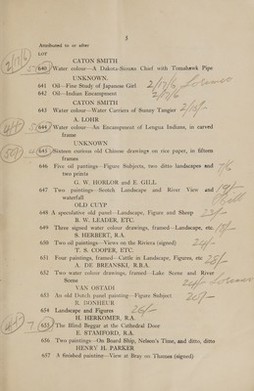 8
Attributed to or after
LOT
CATON SMITH
640 Water colour—A Dakota-Siouan Chief with Tomahawk Pipe
UNKNOWN.
641 Oil—Fine Study of Japanese Girl 2/17/6
642 Oil—Indian Encampment
CATON SMITH
643 Water colour—Water Carriers of Sunny Tangier
A. LOHR
644 Water colour—An Encampment of Lengua Indians, in carved
frame
UNKNOWN
645 Sixteen curious old Chinese drawings on rice paper, in fifteen
frames
646 Five oil paintings—Figure Subjects, two ditto landscapes and
two prints
G. W. HORLOR and E. GILL
647 Two paintings—Scotch Landscape and River View and
waterfall
OLD CUYP
648 A speculative old panel—Landscape, Figure and Sheep
B. W. LEADER, ETC.
649 Three signed water colour drawings, framed—Landscape, etc.
S. HERBERT, R.A.
650 Two oil paintings—Views on the Riviera (signed)
T. S. COOPER, ETC.
651 Four paintings, framed—Cattle in Landscape, Figures, etc
A. DE BREANSKI, R.B.A.
652 Two water colour drawings, framed—Lake Scene and River
Scene
VAN OSTADE
653 An old Dutch panel painting—Figure Subject
R. BONHEUR
654 Landscape and Figures
H. HERKOMER, R.A.
655 The Blind Beggar at the Cathedral Door
E. STAMFORD, R.A.
656 Two paintings—On Board Ship, Nelson's Time, and ditto, ditto
HENRY H. PARKER
657 A finished painting—View at Bray on Thames (signed)